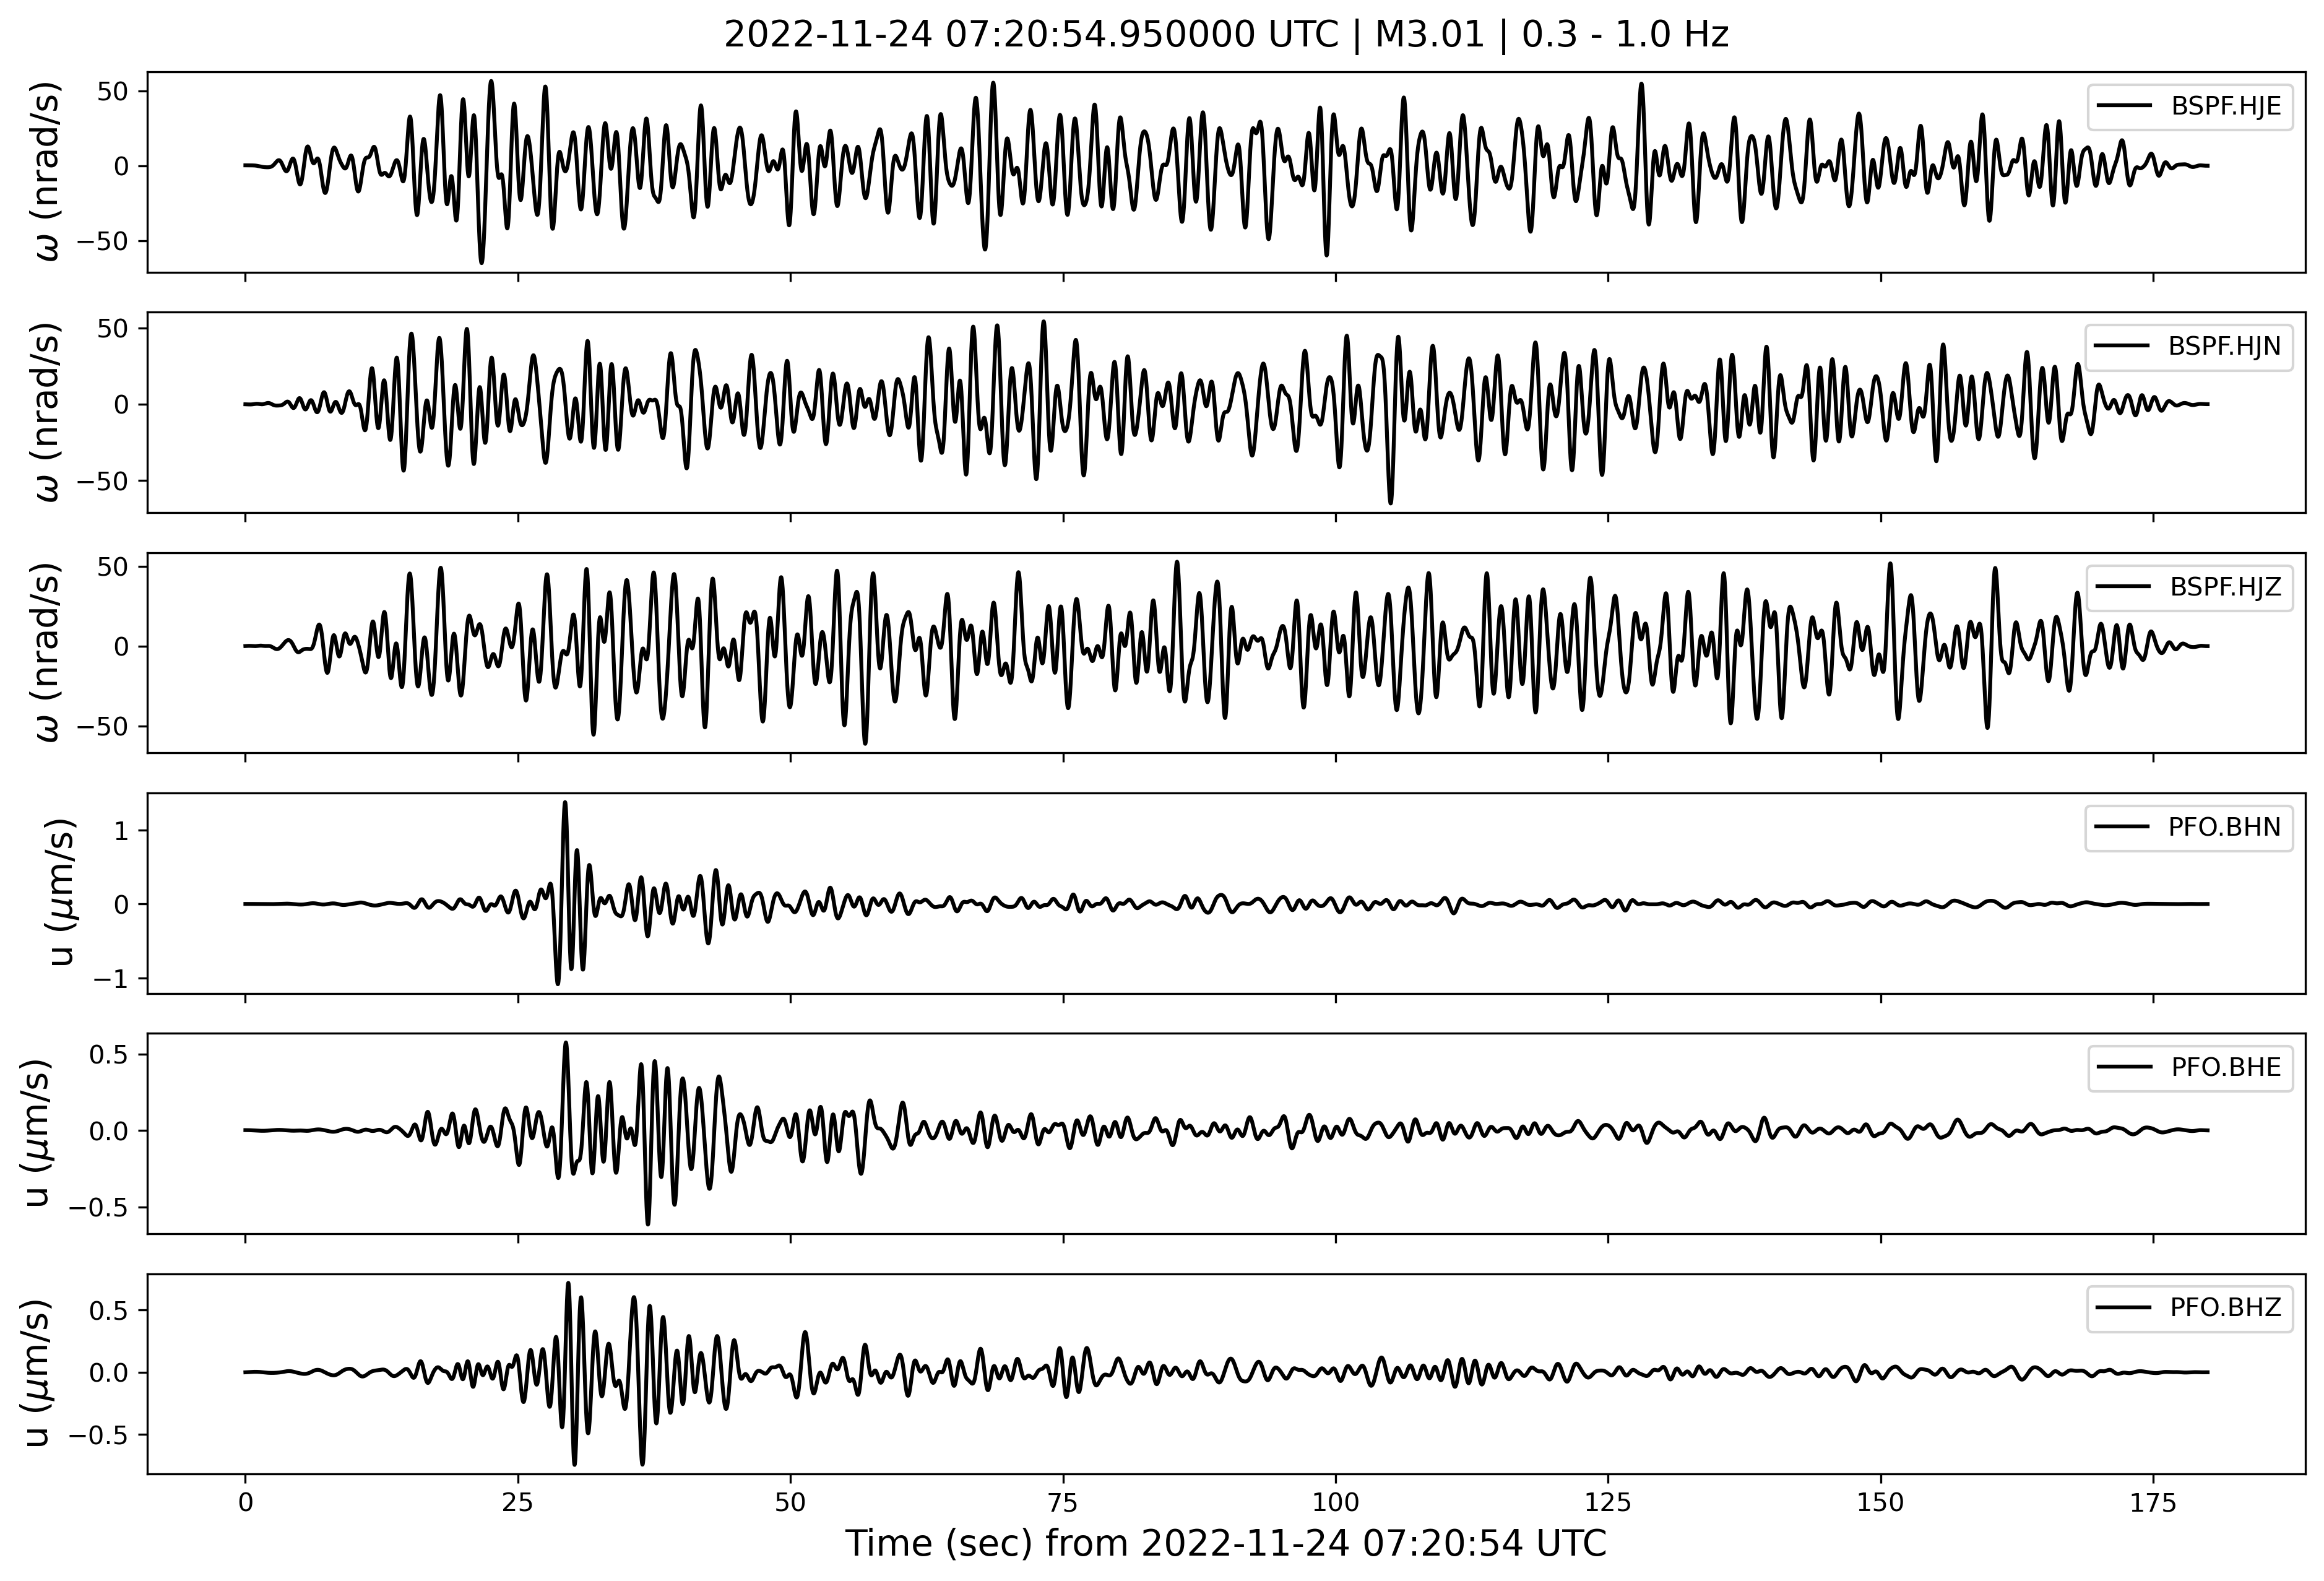 2022-11-24 07:20:54.950000 UTC | M3.01 | 0.3 - 1.0 Hz
ω (nrad/s)
50
0
−50
BSPF.HJE
ω (nrad/s)
50
0
−50
BSPF.HJN
ω (nrad/s)
50
0
−50
BSPF.HJZ
u (μm/s)
1
0
−1
PFO.BHN
u (μm/s)
0.5
0.0
−0.5
PFO.BHE
u (μm/s)
0.5
0.0
−0.5
PFO.BHZ
0 25 50 75 100 125 150 175
Time (sec) from 2022-11-24 07:20:54 UTC